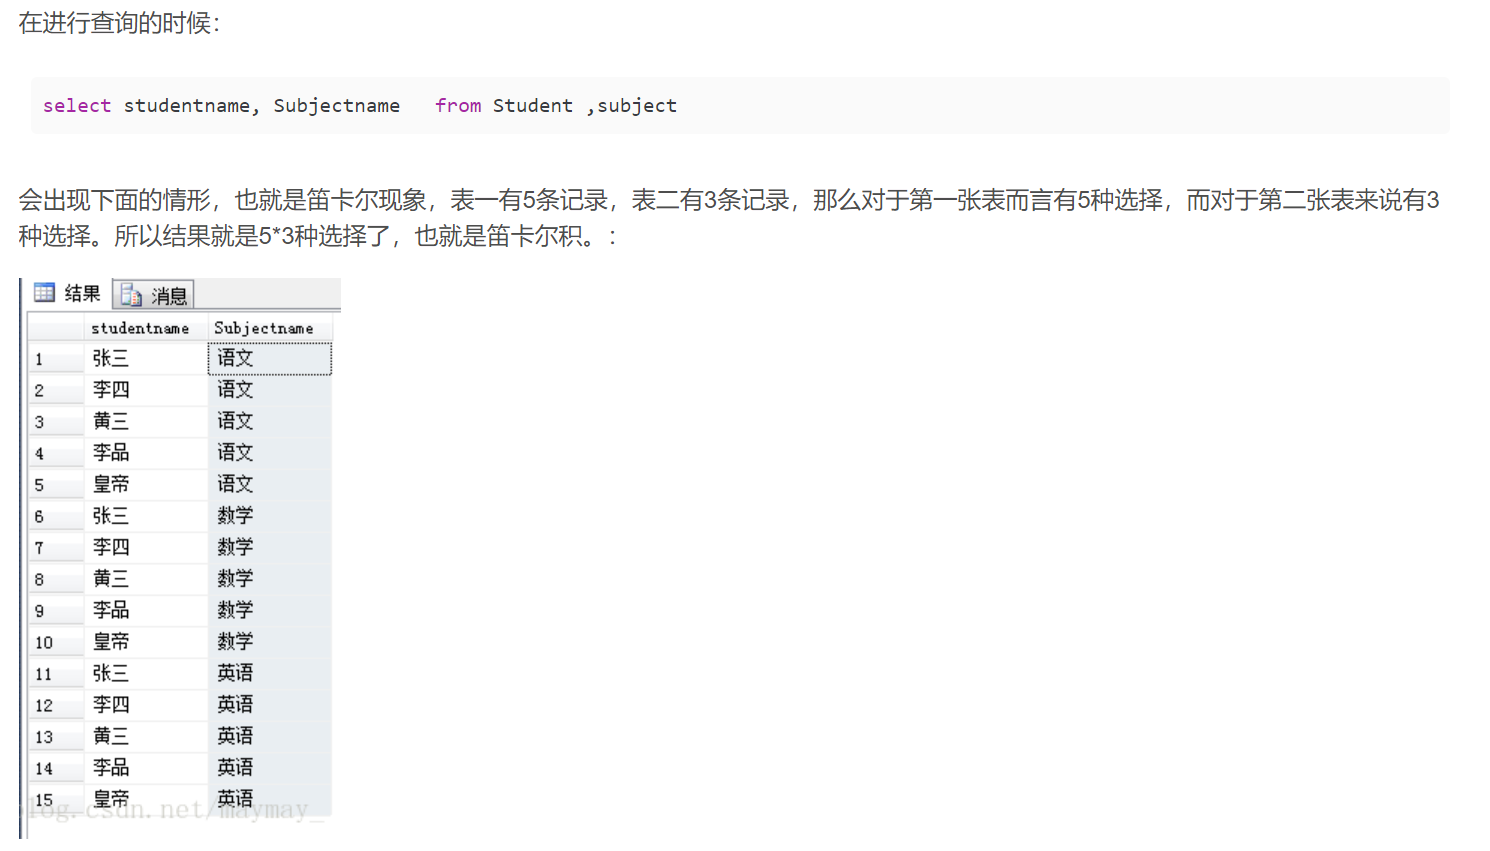 在进行查询的时候：
select studentname, Subjectname from Student ,subject
会出现下面的情形，也就是笛卡尔现象，表一有5条记录，表二有3条记录，那么对于第一张表而言有5种选择，而对于第二张表来说有3
种选择。所以结果就是5*3种选择了，也就是笛卡尔积。：
结果 消息
studentname Subjectname
1 张三 语文
2 李四 语文
3 黄三 语文
4 李品 语文
5 皇帝 语文
6 张三 数学
7 李四 数学
8 黄三 数学
9 李品 数学
10 皇帝 数学
11 张三 英语
12 李四 英语
13 黄三 英语
14 李品 英语
15 皇帝 英语
blog.csdn.net/maymay_